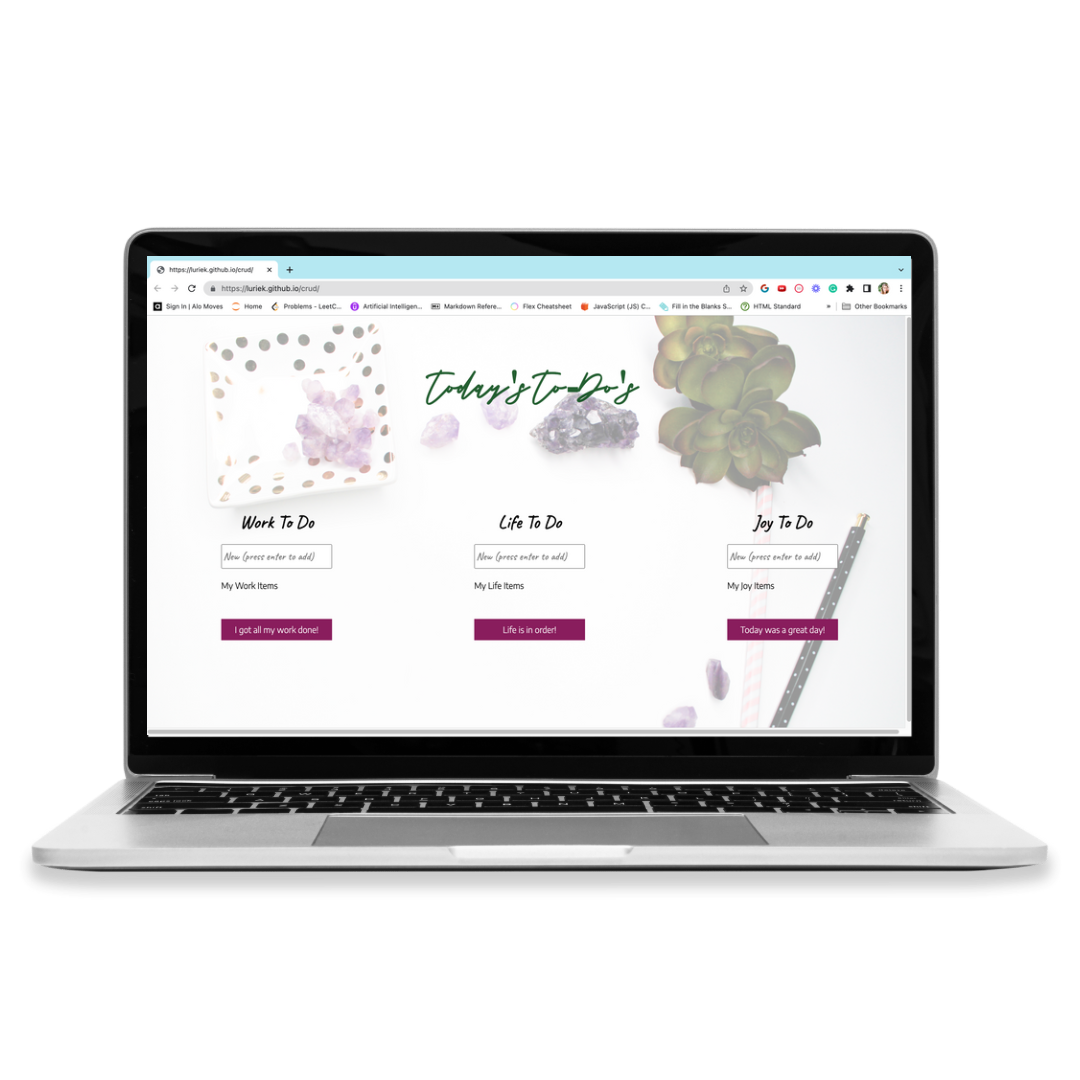 https://luriek.github.io/crud/
https://luriek.github.io/crud/
Sign In | Alo Moves Home Problems - LeetC... Artificial Intelligen... Markdown Refere... Flex Cheatsheet JavaScript (JS) C... Fill in the Blanks S... HTML Standard » Other Bookmarks
Today's To-Do's
Work To Do Life To Do Joy To Do
New (press enter to add) New (press enter to add) New (press enter to add)
My Work Items My Life Items My Joy Items
I got all my work done! Life is in order! Today was a great day!